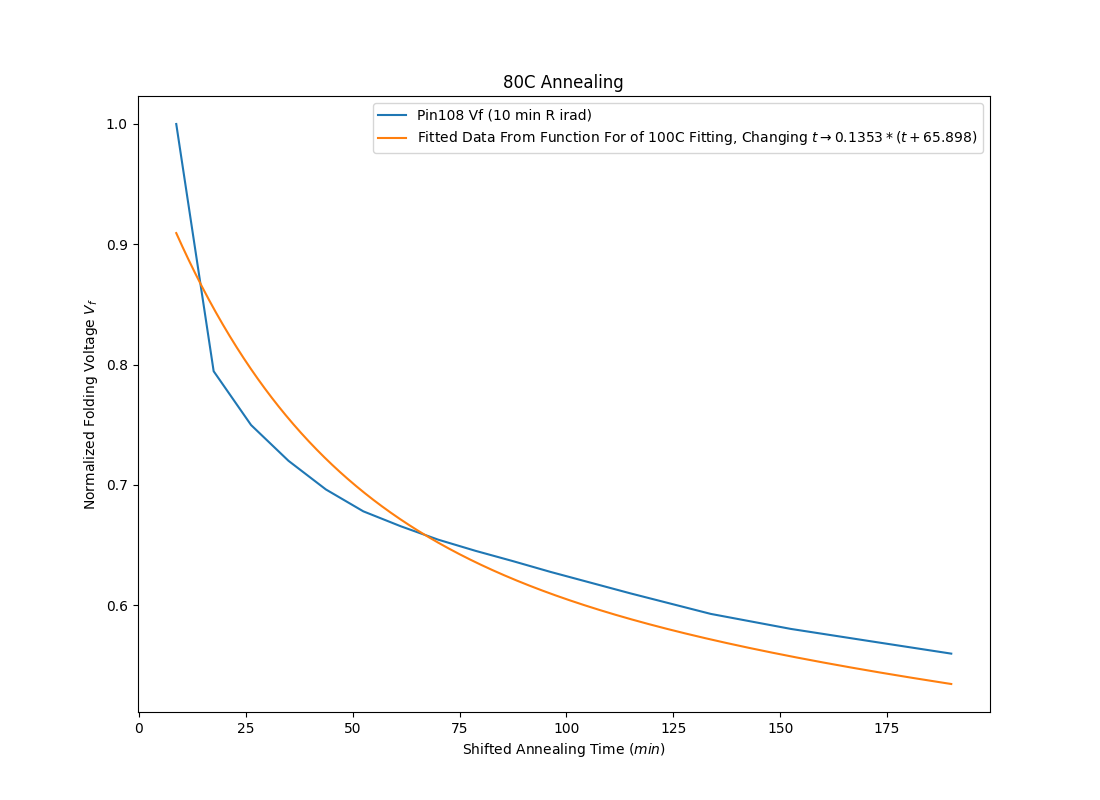 80C Annealing
Pin108 Vf (10 min R irad)
Fitted Data From Function For of 100C Fitting, Changing t → 0.1353 * (t + 65.898)
1.0
0.9
0.8
0.7
0.6
Normalized Folding Voltage V_f
0 25 50 75 100 125 150 175
Shifted Annealing Time (min)